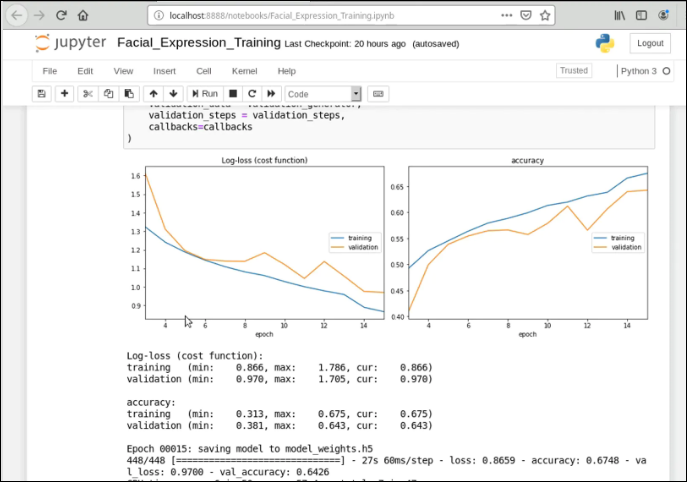 localhost:8888/notebooks/Facial_Expression_Training.ipynb
jupyter Facial_Expression_Training Last Checkpoint: 20 hours ago (autosaved)
Logout
File Edit View Insert Cell Kernel Help
Trusted
Python 3
Run
Code
validation_steps = validation_steps,
callbacks=callbacks
)
Log-loss (cost function)
1.6
1.5
1.4
1.3
1.2
1.1
1.0
0.9
4 6 8 10 12 14
epoch
training
validation
accuracy
0.65
0.60
0.55
0.50
0.45
0.40
4 6 8 10 12 14
epoch
training
validation
Log-loss (cost function):
training (min: 0.866, max: 1.786, cur: 0.866)
validation (min: 0.970, max: 1.705, cur: 0.970)
accuracy:
training (min: 0.313, max: 0.675, cur: 0.675)
validation (min: 0.381, max: 0.643, cur: 0.643)
Epoch 00015: saving model to model_weights.h5
448/448 [==============================] - 27s 60ms/step - loss: 0.8659 - accuracy: 0.6748 - va
l_loss: 0.9700 - val_accuracy: 0.6426